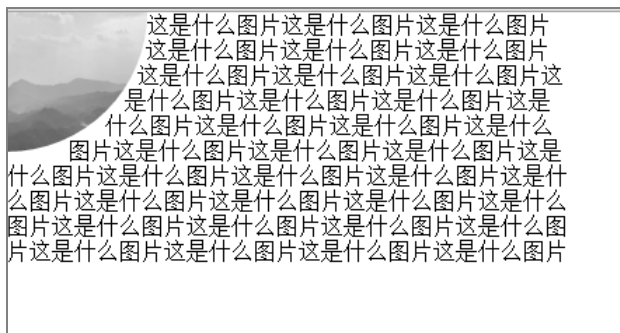 这是什么图片这是什么图片这是什么图片
这是什么图片这是什么图片这是什么图片
这是什么图片这是什么图片这是什么图片这
是什么图片这是什么图片这是什么图片这是
什么图片这是什么图片这是什么图片这是什么
图片这是什么图片这是什么图片这是什么图片这是
什么图片这是什么图片这是什么图片这是什么图片这是什
么图片这是什么图片这是什么图片这是什么图片这是什么
图片这是什么图片这是什么图片这是什么图片这是什么图
片这是什么图片这是什么图片这是什么图片这是什么图片